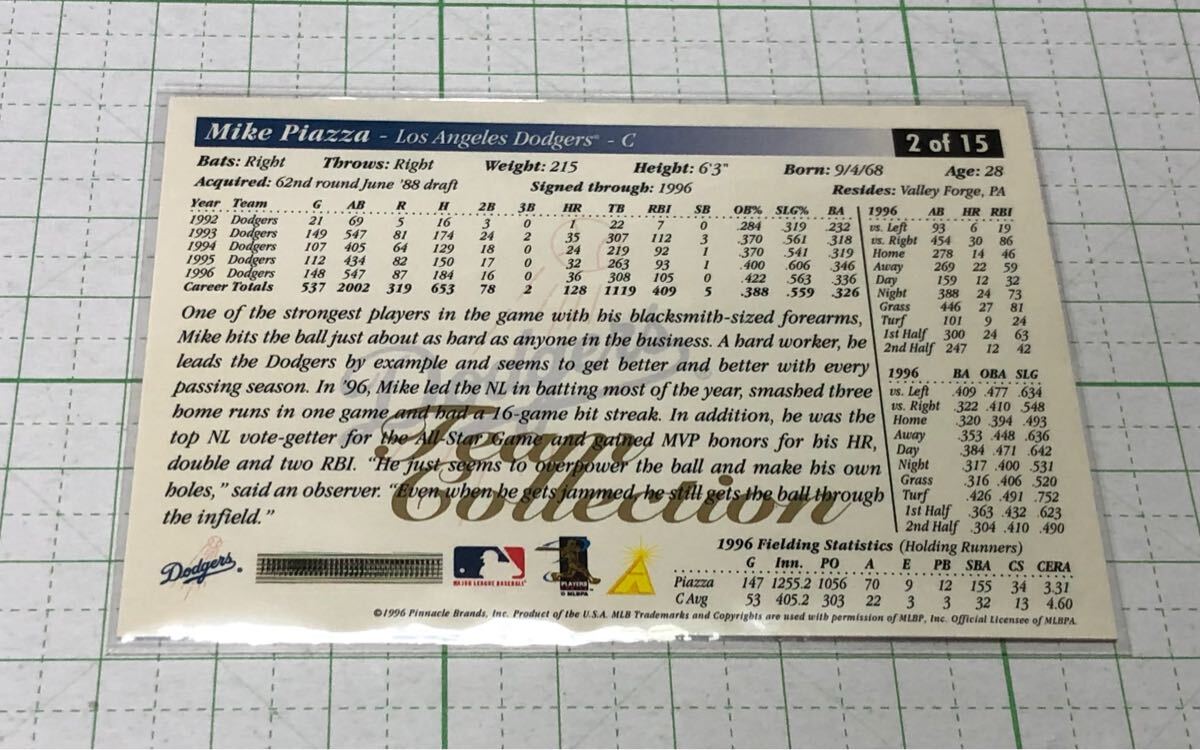 Mike Piazza - Los Angeles Dodgers® - C 2 of 15
Bats: Right Throws: Right Weight: 215 Height: 6'3" Born: 9/4/68 Age: 28
Acquired: 62nd round June '88 draft Signed through: 1996 Resides: Valley Forge, PA
Year Team G AB R H 2B 3B HR TB RBI SB OB% SLG% BA
1992 Dodgers 21 69 5 16 3 0 1 22 7 0 .284 .319 .232
1993 Dodgers 149 547 81 174 24 2 35 307 112 3 .370 .561 .318
1994 Dodgers 107 405 64 129 18 0 24 219 92 1 .370 .541 .319
1995 Dodgers 112 434 82 150 17 0 32 263 93 1 .400 .606 .346
1996 Dodgers 148 547 87 184 16 0 36 308 105 0 .422 .563 .336
Career Totals 537 2002 319 653 78 2 128 1119 409 5 .388 .559 .326
One of the strongest players in the game with his blacksmith-sized forearms,
Mike hits the ball just about as hard as anyone in the business. A hard worker, he
leads the Dodgers by example and seems to get better and better with every
passing season. In '96, Mike led the NL in batting most of the year, smashed three
home runs in one game and had a 16-game hit streak. In addition, he was the
top NL vote-getter for the All-Star Game and gained MVP honors for his HR,
double and two RBI. "He just seems to overpower the ball and make his own
holes," said an observer. "Even when he gets jammed, he still gets the ball through
the infield."
Team
Collection
1996 AB HR RBI
vs. Left 93 6 19
vs. Right 454 30 86
Home 278 14 46
Away 269 22 59
Day 159 12 32
Night 388 24 73
Grass 446 27 81
Turf 101 9 24
1st Half 300 24 63
2nd Half 247 12 42
1996 BA OBA SLG
vs. Left .409 .477 .634
vs. Right .322 .410 .548
Home .320 .394 .493
Away .353 .448 .636
Day .384 .471 .642
Night .317 .400 .531
Grass .316 .406 .520
Turf .426 .491 .752
1st Half .363 .432 .623
2nd Half .304 .410 .490
Dodgers
MAJOR LEAGUE BASEBALL
PLAYERS
© MLBPA
1996 Fielding Statistics (Holding Runners)
G Inn. PO A E PB SBA CS CERA
Piazza 147 1255.2 1056 70 9 12 155 34 3.31
C Avg 53 405.2 303 22 3 3 32 13 4.60
©1996 Pinnacle Brands, Inc. Product of the U.S.A. MLB Trademarks and Copyrights are used with permission of MLBP, Inc. Official Licensee of MLBPA.